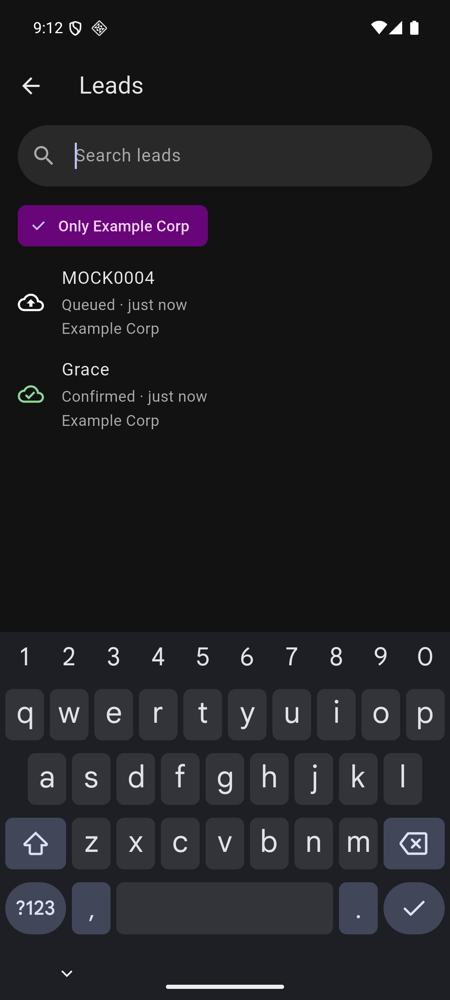 9:12
Leads
Search leads
Only Example Corp
MOCK0004
Queued · just now
Example Corp
Grace
Confirmed · just now
Example Corp
1 2 3 4 5 6 7 8 9 0
q w e r t y u i o p
a s d f g h j k l
z x c v b n m
?123 , .